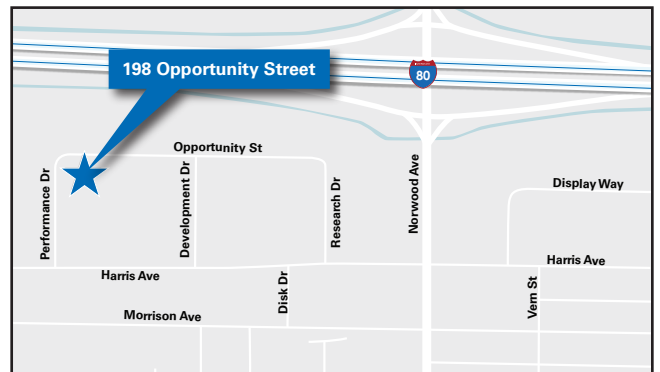 198 Opportunity Street
80
Opportunity St
Performance Dr
Development Dr
Research Dr
Norwood Ave
Display Way
Harris Ave
Harris Ave
Disk Dr
Vern St
Morrison Ave